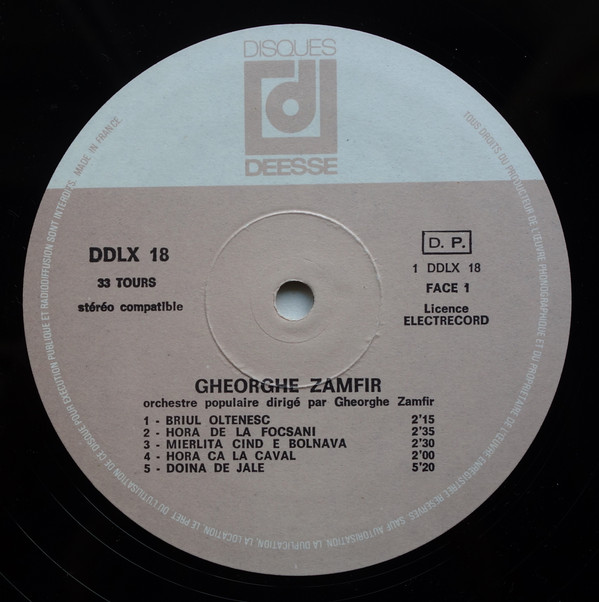 DISQUES
d
DEESSE
DDLX 18
33 TOURS
stéréo compatible
D. P.
1 DDLX 18
FACE 1
Licence
ELECTRECORD
GHEORGHE ZAMFIR
orchestre populaire dirigé par Gheorghe Zamfir
1 - BRIUL OLTENESC 2'15
2 - HORA DE LA FOCSANI 2'35
3 - MIERLITA CIND E BOLNAVA 2'30
4 - HORA CA LA CAVAL 2'00
5 - DOINA DE JALE 5'20
TOUS DROITS DU PRODUCTEUR DE L'ŒUVRE PHONOGRAPHIQUE ET DU PROPRIETAIRE DE L'ŒUVRE ENREGISTREE RESERVES. SAUF AUTORISATION, LA DUPLICATION, LA LOCATION, LE PRET OU L'UTILISATION DE CE DISQUE POUR EXECUTION PUBLIQUE ET RADIODIFFUSION SONT INTERDITS. MADE IN FRANCE